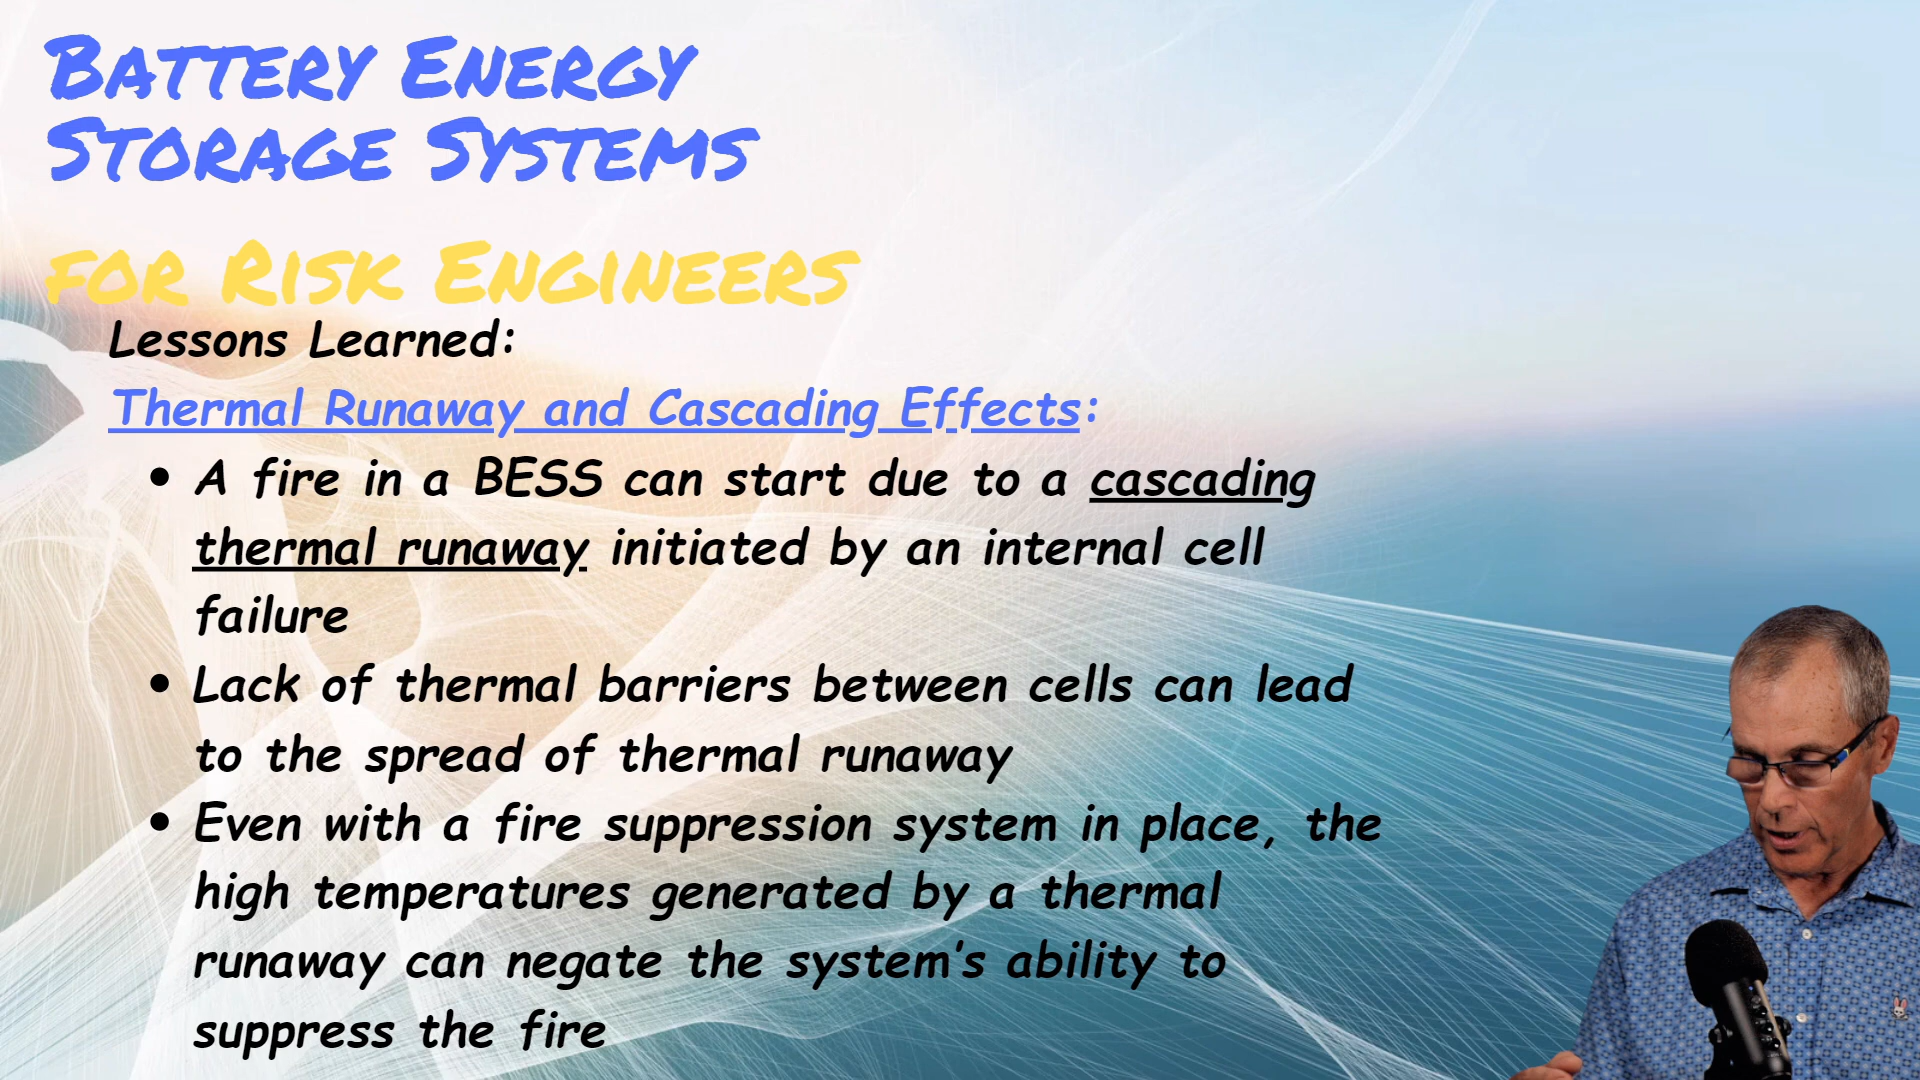 Battery Energy
Storage Systems
for Risk Engineers
Lessons Learned:
Thermal Runaway and Cascading Effects:
• A fire in a BESS can start due to a cascading
thermal runaway initiated by an internal cell
failure
• Lack of thermal barriers between cells can lead
to the spread of thermal runaway
• Even with a fire suppression system in place, the
high temperatures generated by a thermal
runaway can negate the system's ability to
suppress the fire